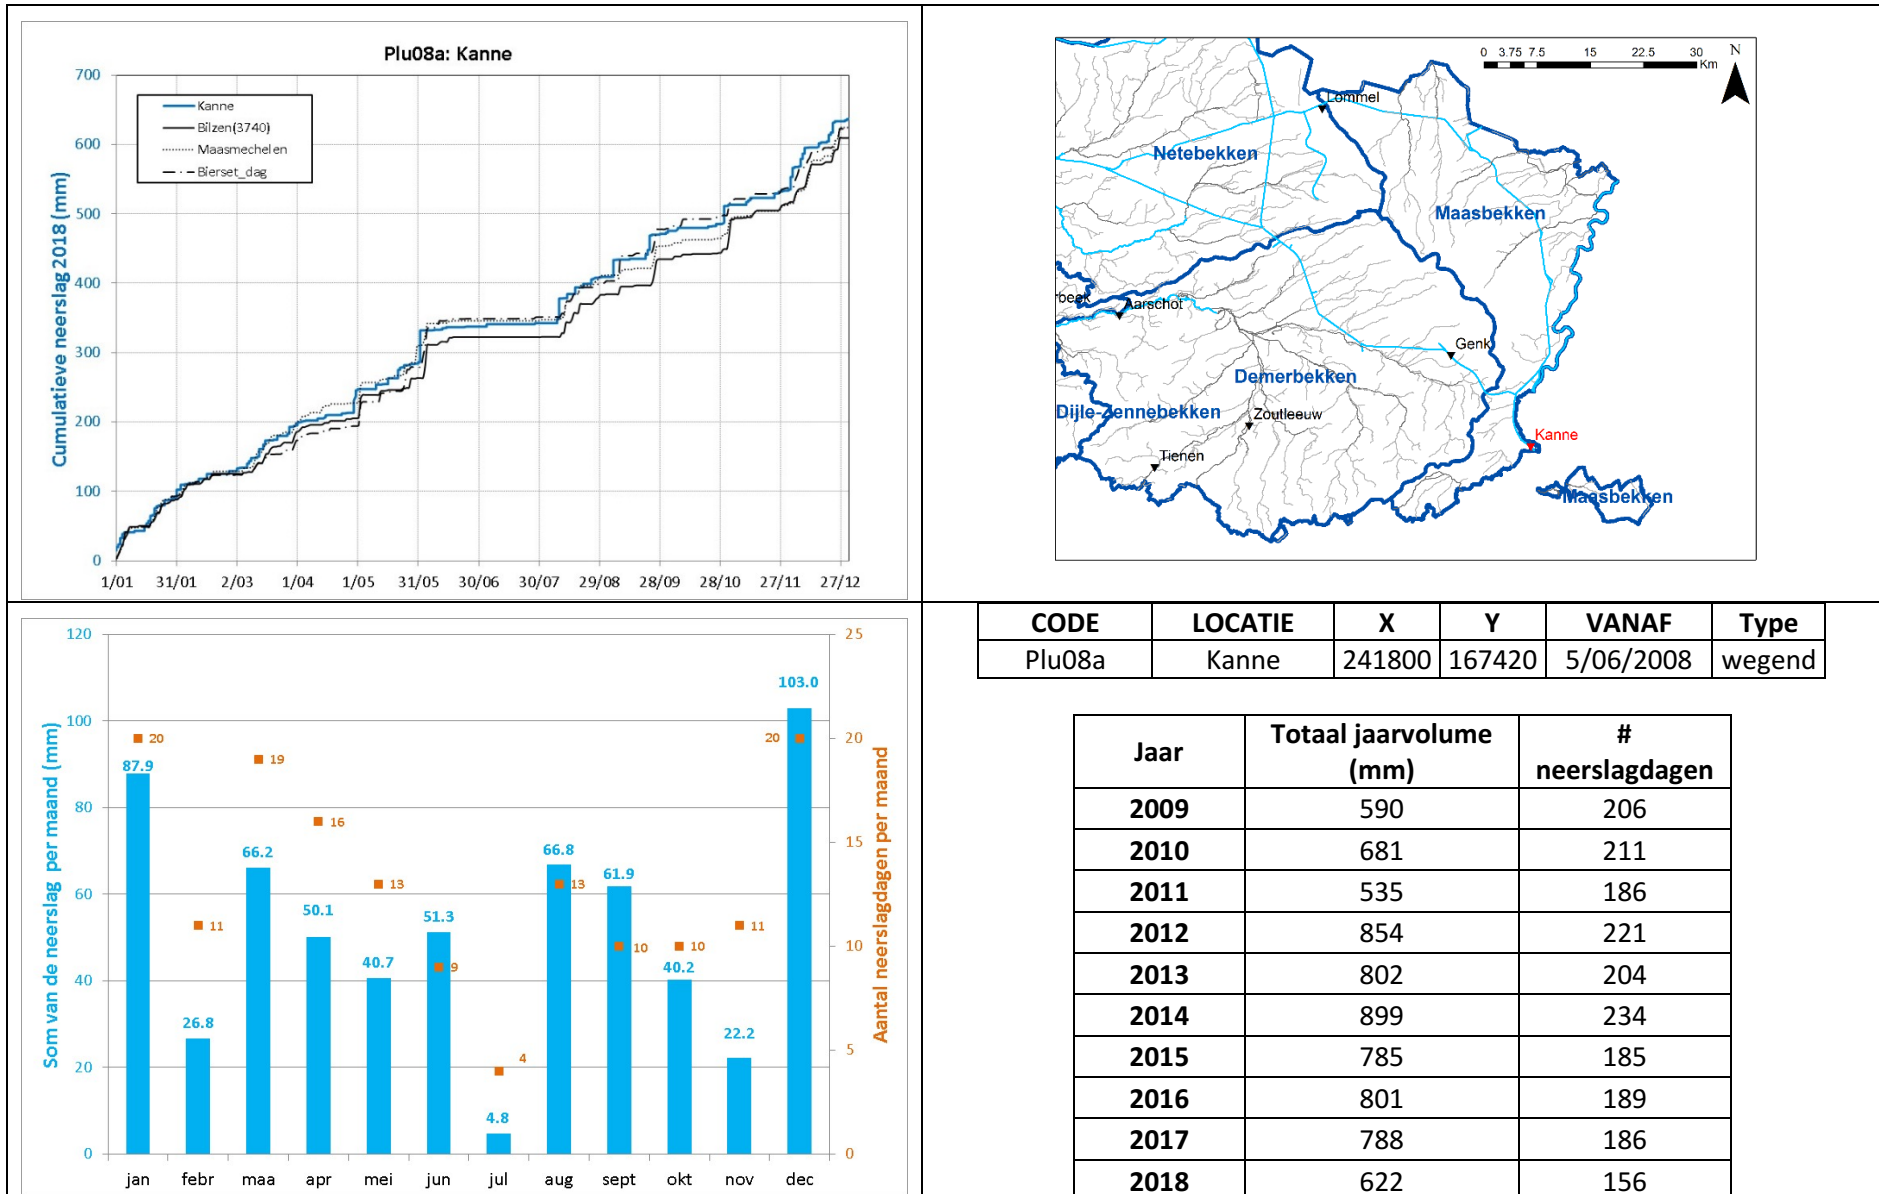 Plu08a: Kanne
Cumulatieve neerslag 2018 (mm)
700
600
500
400
300
200
100
0
Kanne
Bilzen(3740)
Maasmechelen
Bierset_dag
1/01 31/01 2/03 1/04 1/05 31/05 30/06 30/07 29/08 28/09 28/10 27/11 27/12
0 3.75 7.5 15 22.5 30
Km
N
Lommel
Netebekken
Maasbekken
rbeek
Aarschot
Genk
Demerbekken
Dijle-Zennebekken
Zoutleeuw
Kanne
Tienen
Maasbekken
Som van de neerslag per maand (mm)
120
100
80
60
40
20
0
Aantal neerslagdagen per maand
25
20
15
10
5
0
87.9 26.8 66.2 50.1 40.7 51.3 4.8 66.8 61.9 40.2 22.2 103.0
20 11 19 16 13 9 4 13 10 10 11 20
jan febr maa apr mei jun jul aug sept okt nov dec
CODE LOCATIE X Y VANAF Type
Plu08a Kanne 241800 167420 5/06/2008 wegend
Jaar Totaal jaarvolume (mm) # neerslagdagen
2009 590 206
2010 681 211
2011 535 186
2012 854 221
2013 802 204
2014 899 234
2015 785 185
2016 801 189
2017 788 186
2018 622 156